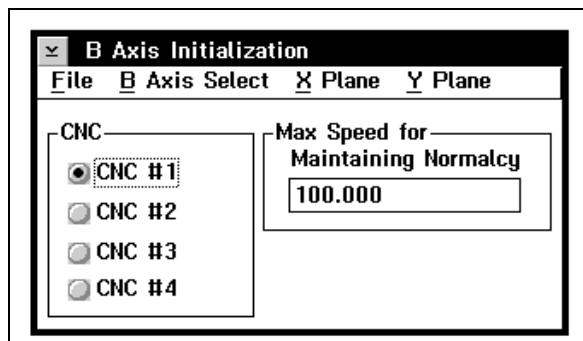 B Axis Initialization
File B Axis Select X Plane Y Plane
CNC
CNC #1
CNC #2
CNC #3
CNC #4
Max Speed for
Maintaining Normalcy
100.000